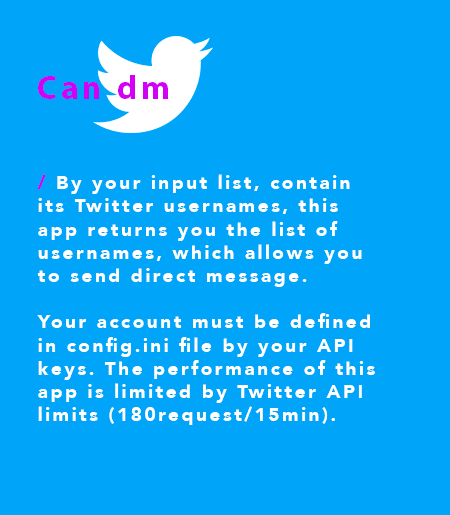 Can dm
/ By your input list, contain
its Twitter usernames, this
app returns you the list of
usernames, which allows you
to send direct message.
Your account must be defined
in config.ini file by your API
keys. The performance of this
app is limited by Twitter API
limits (180request/15min).